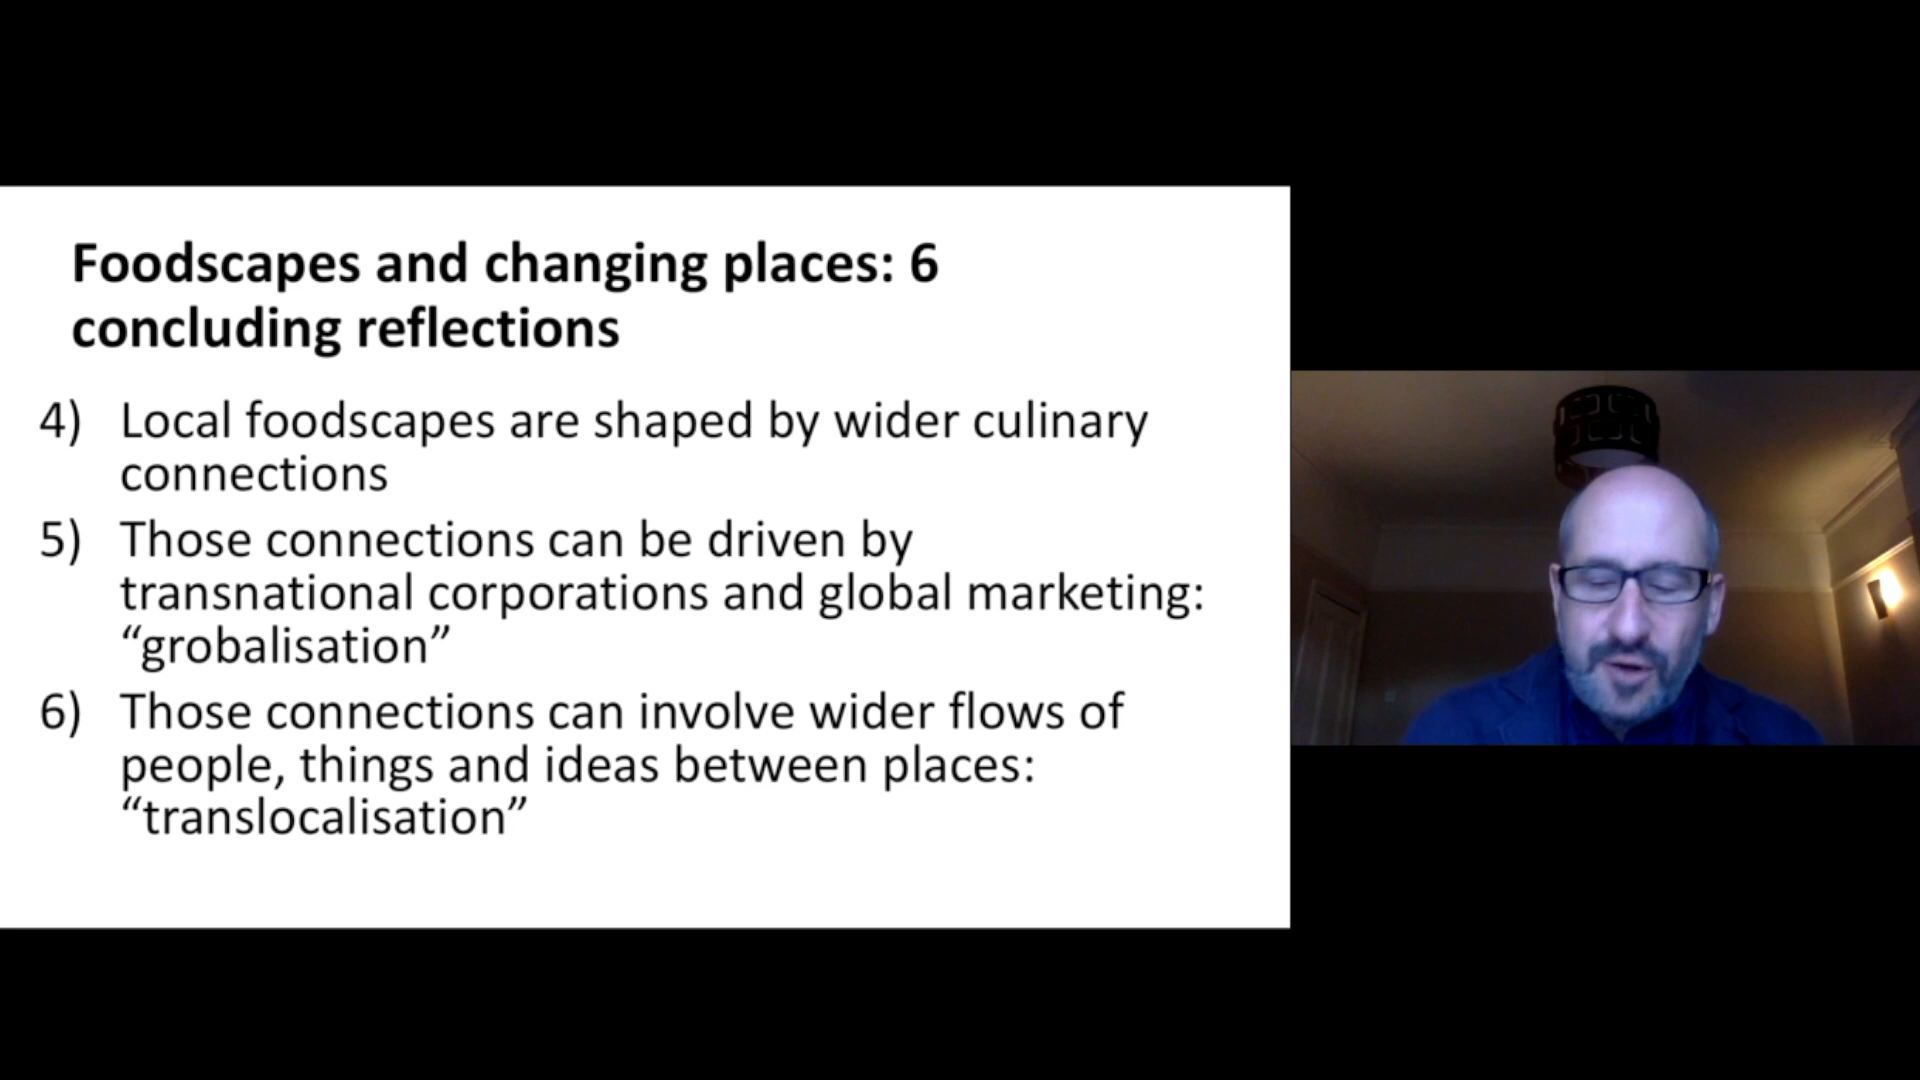 Foodscapes and changing places: 6
concluding reflections
4) Local foodscapes are shaped by wider culinary
connections
5) Those connections can be driven by
transnational corporations and global marketing:
“grobalisation”
6) Those connections can involve wider flows of
people, things and ideas between places:
“translocalisation”